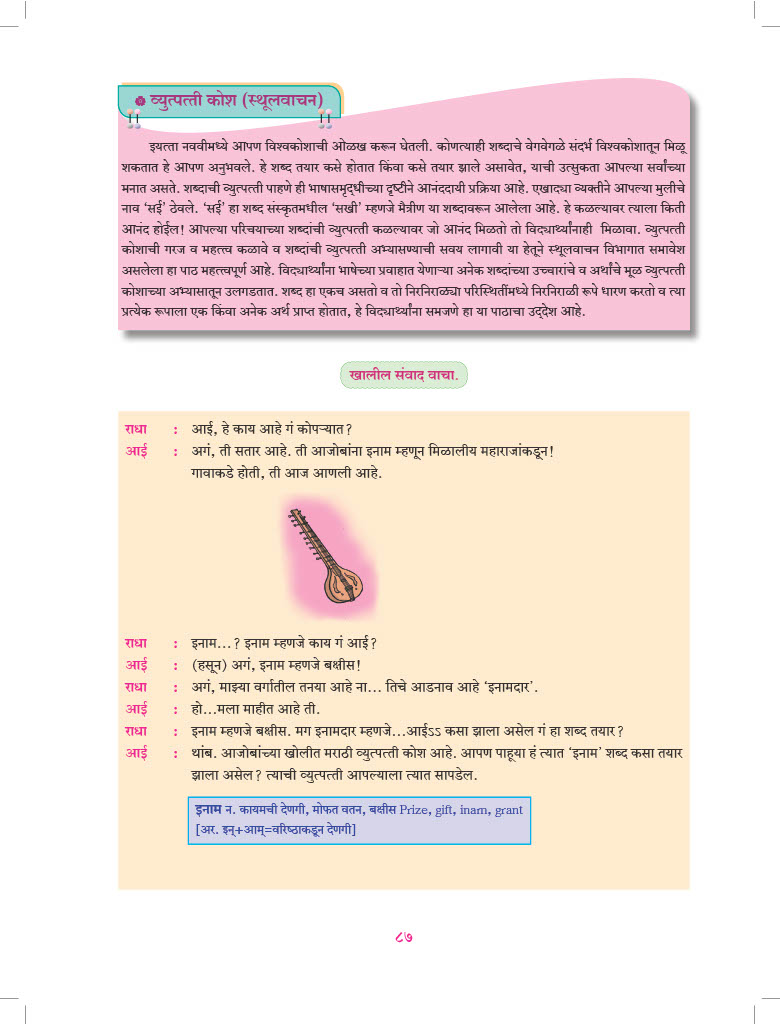 व्युत्पत्ती कोश (स्थूलवाचन)
इयत्ता नववीमध्ये आपण विश्वकोशाची ओळख करून घेतली. कोणत्याही शब्दाचे वेगवेगळे संदर्भ विश्वकोशातून मिळू
शकतात हे आपण अनुभवले. हे शब्द तयार कसे होतात किंवा कसे तयार झाले असावेत, याची उत्सुकता आपल्या सर्वांच्या
मनात असते. शब्दाची व्युत्पत्ती पाहणे ही भाषासमृद्धीच्या दृष्टीने आनंददायी प्रक्रिया आहे. एखाद्या व्यक्तीने आपल्या मुलीचे
नाव ‘सई’ ठेवले. ‘सई’ हा शब्द संस्कृतमधील ‘सखी’ म्हणजे मैत्रीण या शब्दावरून आलेला आहे. हे कळल्यावर त्याला किती
आनंद होईल! आपल्या परिचयाच्या शब्दांची व्युत्पत्ती कळल्यावर जो आनंद मिळतो तो विद्यार्थ्यांनाही मिळावा. व्युत्पत्ती
कोशाची गरज व महत्त्व कळावे व शब्दांची व्युत्पत्ती अभ्यासण्याची सवय लागावी या हेतूने स्थूलवाचन विभागात समावेश
असलेला हा पाठ महत्त्वपूर्ण आहे. विद्यार्थ्यांना भाषेच्या प्रवाहात येणाऱ्या अनेक शब्दांच्या उच्चारांचे व अर्थांचे मूळ व्युत्पत्ती
कोशाच्या अभ्यासातून उलगडतात. शब्द हा एकच असतो व तो निरनिराळ्या परिस्थितींमध्ये निरनिराळी रूपे धारण करतो व त्या
प्रत्येक रूपाला एक किंवा अनेक अर्थ प्राप्त होतात, हे विद्यार्थ्यांना समजणे हा या पाठाचा उद्देश आहे.
खालील संवाद वाचा.
राधा : आई, हे काय आहे गं कोपऱ्यात?
आई : अगं, ती सतार आहे. ती आजोबांना इनाम म्हणून मिळालीय महाराजांकडून!
गावाकडे होती, ती आज आणली आहे.
राधा : इनाम...? इनाम म्हणजे काय गं आई?
आई : (हसून) अगं, इनाम म्हणजे बक्षीस!
राधा : अगं, माझ्या वर्गातील तनया आहे ना... तिचे आडनाव आहे ‘इनामदार’.
आई : हो...मला माहीत आहे ती.
राधा : इनाम म्हणजे बक्षीस. मग इनामदार म्हणजे...आईऽऽ कसा झाला असेल गं हा शब्द तयार?
आई : थांब. आजोबांच्या खोलीत मराठी व्युत्पत्ती कोश आहे. आपण पाहूया हं त्यात ‘इनाम’ शब्द कसा तयार
झाला असेल? त्याची व्युत्पत्ती आपल्याला त्यात सापडेल.
इनाम न. कायमची देणगी, मोफत वतन, बक्षीस Prize, gift, inam, grant
[अर. इन्+आम्=वरिष्ठाकडून देणगी]
८७